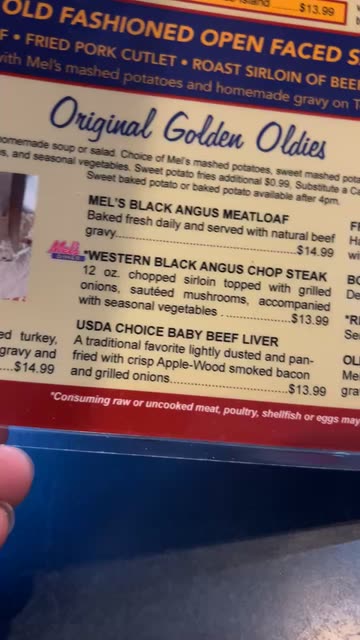 $13.99
OLD FASHIONED OPEN FACED S
F • FRIED PORK CUTLET • ROAST SIRLOIN OF BEEF
with Mel's mashed potatoes and homemade gravy on T
Original Golden Oldies
omemade soup or salad. Choice of Mel's mashed potatoes, sweet mashed pota
es, and seasonal vegetables. Sweet potato fries additional $0.99. Substitute a C
Sweet baked potato or baked potato available after 4pm.
MEL'S BLACK ANGUS MEATLOAF
Baked fresh daily and served with natural beef
gravy.....$14.99
Mel's
DINER
*WESTERN BLACK ANGUS CHOP STEAK
12 oz. chopped sirloin topped with grilled
onions, sautéed mushrooms, accompanied
with seasonal vegetables . .....$13.99
USDA CHOICE BABY BEEF LIVER
A traditional favorite lightly dusted and pan-
fried with crisp Apple-Wood smoked bacon
and grilled onions.....$13.99
ed turkey,
gravy and
...$14.99
*Consuming raw or uncooked meat, poultry, shellfish or eggs may